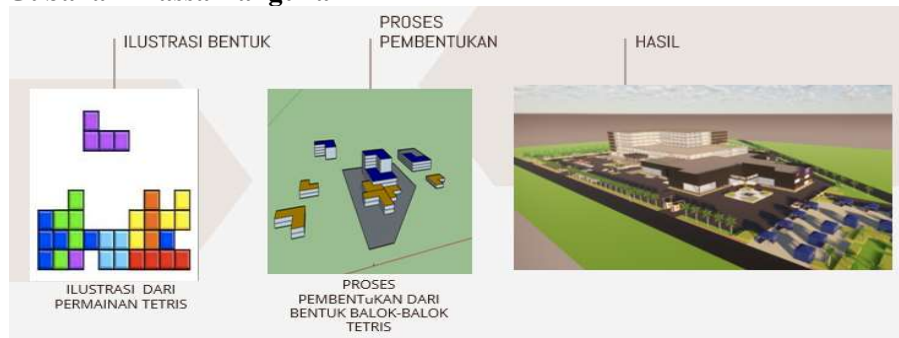 ILUSTRASI BENTUK
PROSES
PEMBENTUKAN
HASIL
ILUSTRASI DARI
PERMAINAN TETRIS
PROSES
PEMBENTuKAN DARI
BENTUK BALOK-BALOK
TETRIS